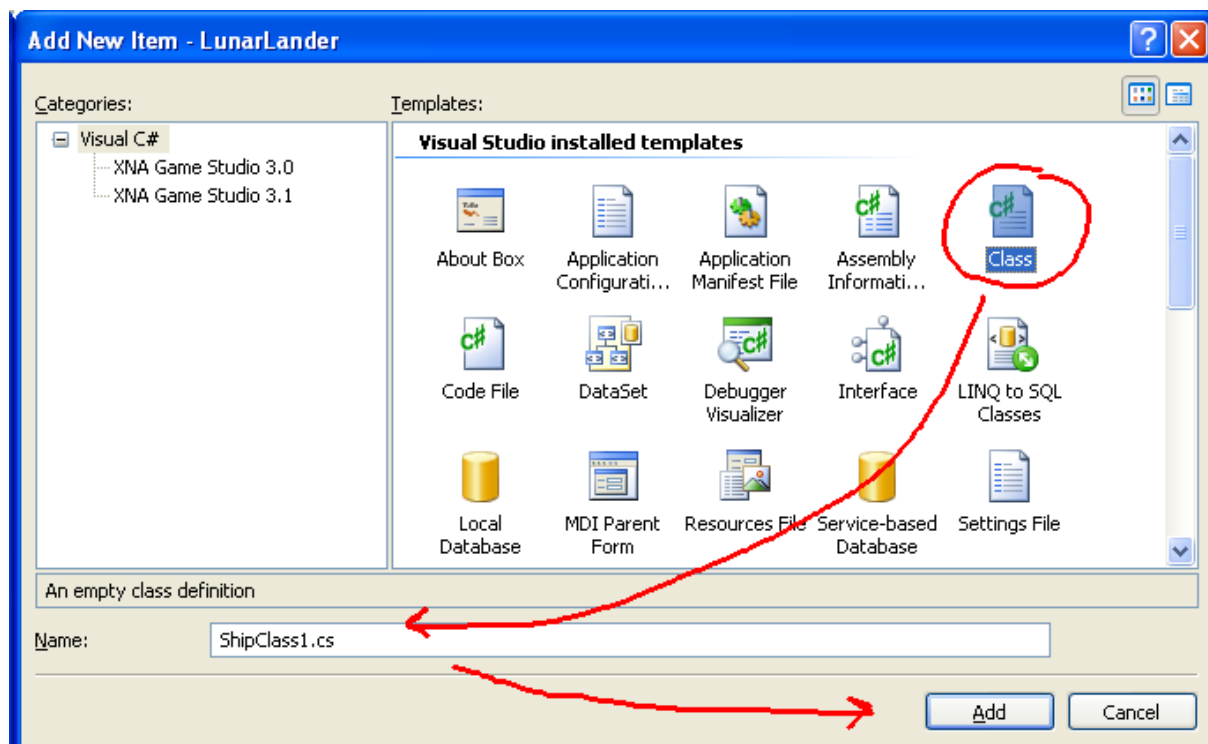 Add New Item - LunarLander
Categories:
Templates:
Visual C#
XNA Game Studio 3.0
XNA Game Studio 3.1
Visual Studio installed templates
About Box
Application
Configurati...
Application
Manifest File
Assembly
Informati...
Class
Code File
DataSet
Debugger
Visualizer
Interface
LINQ to SQL
Classes
Local
Database
MDI Parent
Form
Resources File
Service-based
Database
Settings File
An empty class definition
Name:
ShipClass1.cs
Add
Cancel